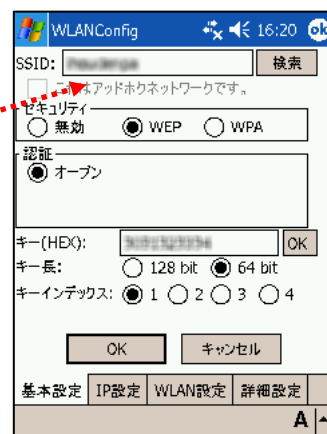 WLANConfig 16:20 ok
SSID: 検索
アッドホクネットワークです。
セキュリティ
無効 WEP WPA
認証
オープン
キー(HEX): OK
キー長: 128 bit 64 bit
キーインデックス: 1 2 3 4
OK キャンセル
基本設定 IP設定 WLAN設定 詳細設定
A